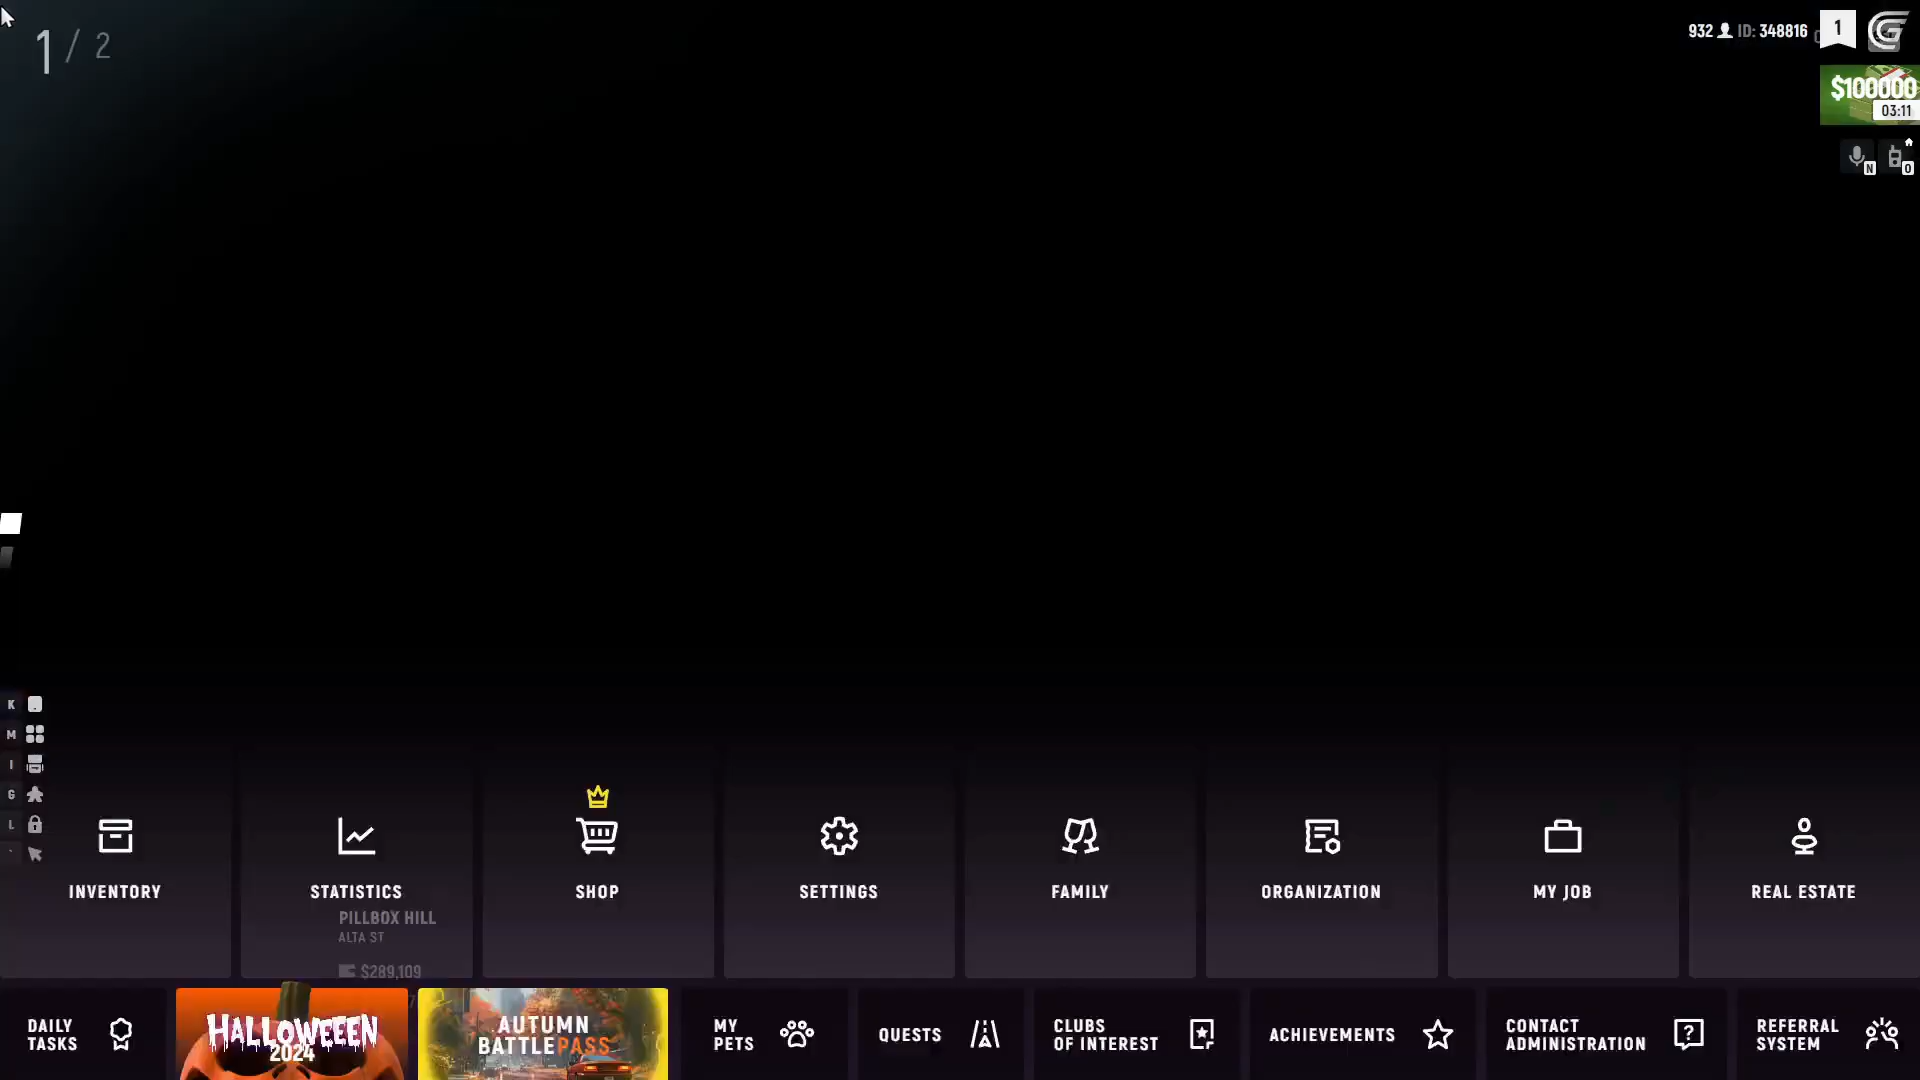 1 / 2
932 ID: 348816
1
$100000
03:11
N
O
K
M
I
G
L
INVENTORY
STATISTICS
SHOP
SETTINGS
FAMILY
ORGANIZATION
MY JOB
REAL ESTATE
PILLBOX HILL
ALTA ST
$289,109
DAILY
TASKS
HALLOWEEEN
2024
AUTUMN
BATTLEPASS
MY
PETS
QUESTS
CLUBS
OF INTEREST
ACHIEVEMENTS
CONTACT
ADMINISTRATION
REFERRAL
SYSTEM